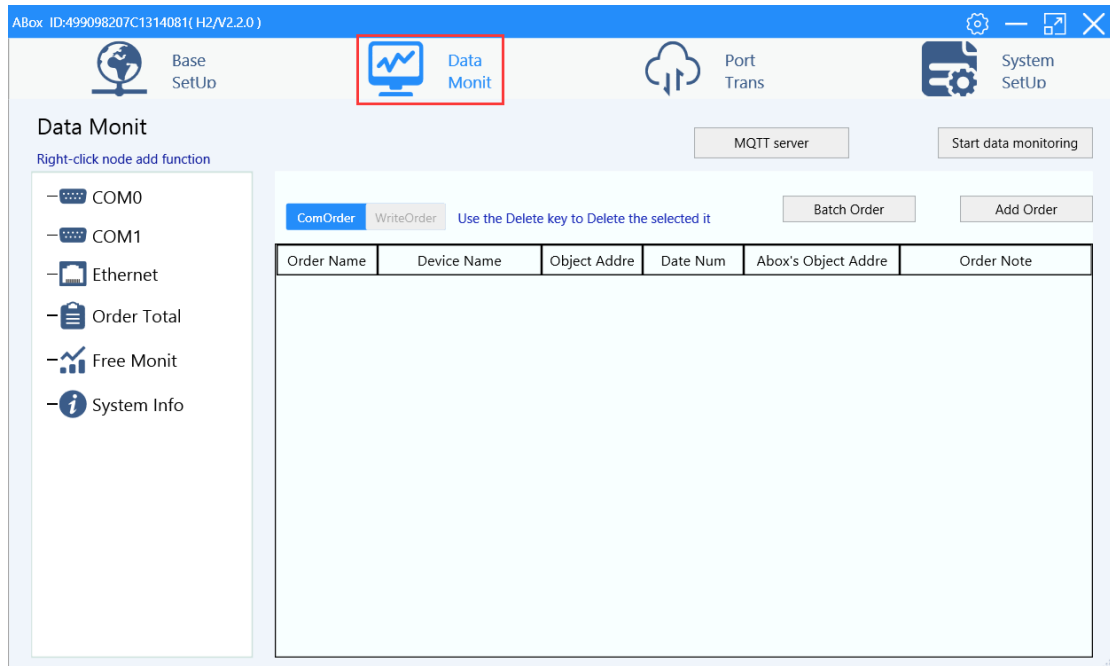 ABox ID:499098207C1314081( H2/V2.2.0 )
Base
SetUp
Data
Monit
Port
Trans
System
SetUp
Data Monit
MQTT server
Start data monitoring
Right-click node add function
COM0
COM1
Ethernet
Order Total
Free Monit
System Info
ComOrder
WriteOrder
Use the Delete key to Delete the selected it
Batch Order
Add Order
Order Name
Device Name
Object Addre
Date Num
Abox's Object Addre
Order Note